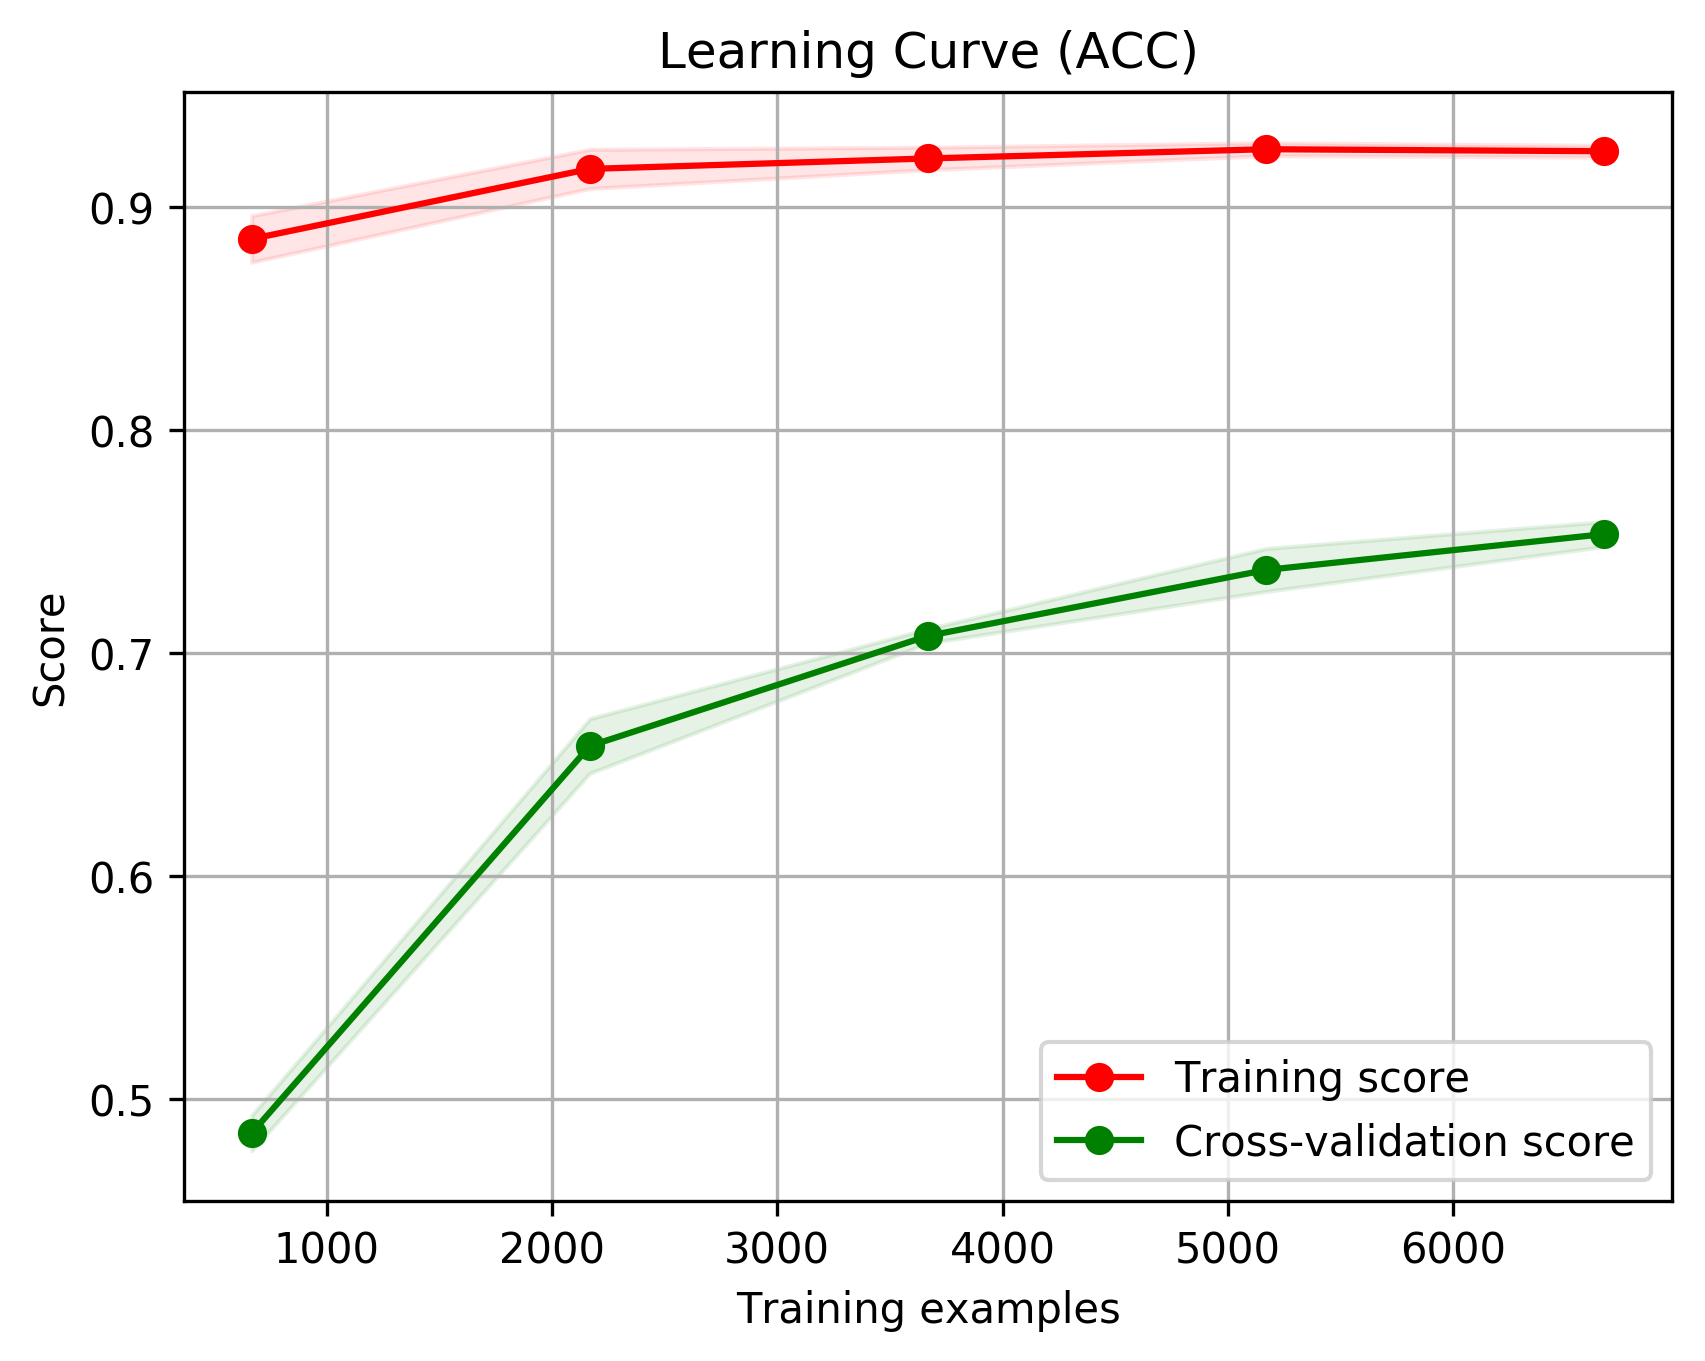 Learning Curve (ACC)
0.9
0.8
0.7
0.6
0.5
Score
1000 2000 3000 4000 5000 6000
Training examples
Training score
Cross-validation score